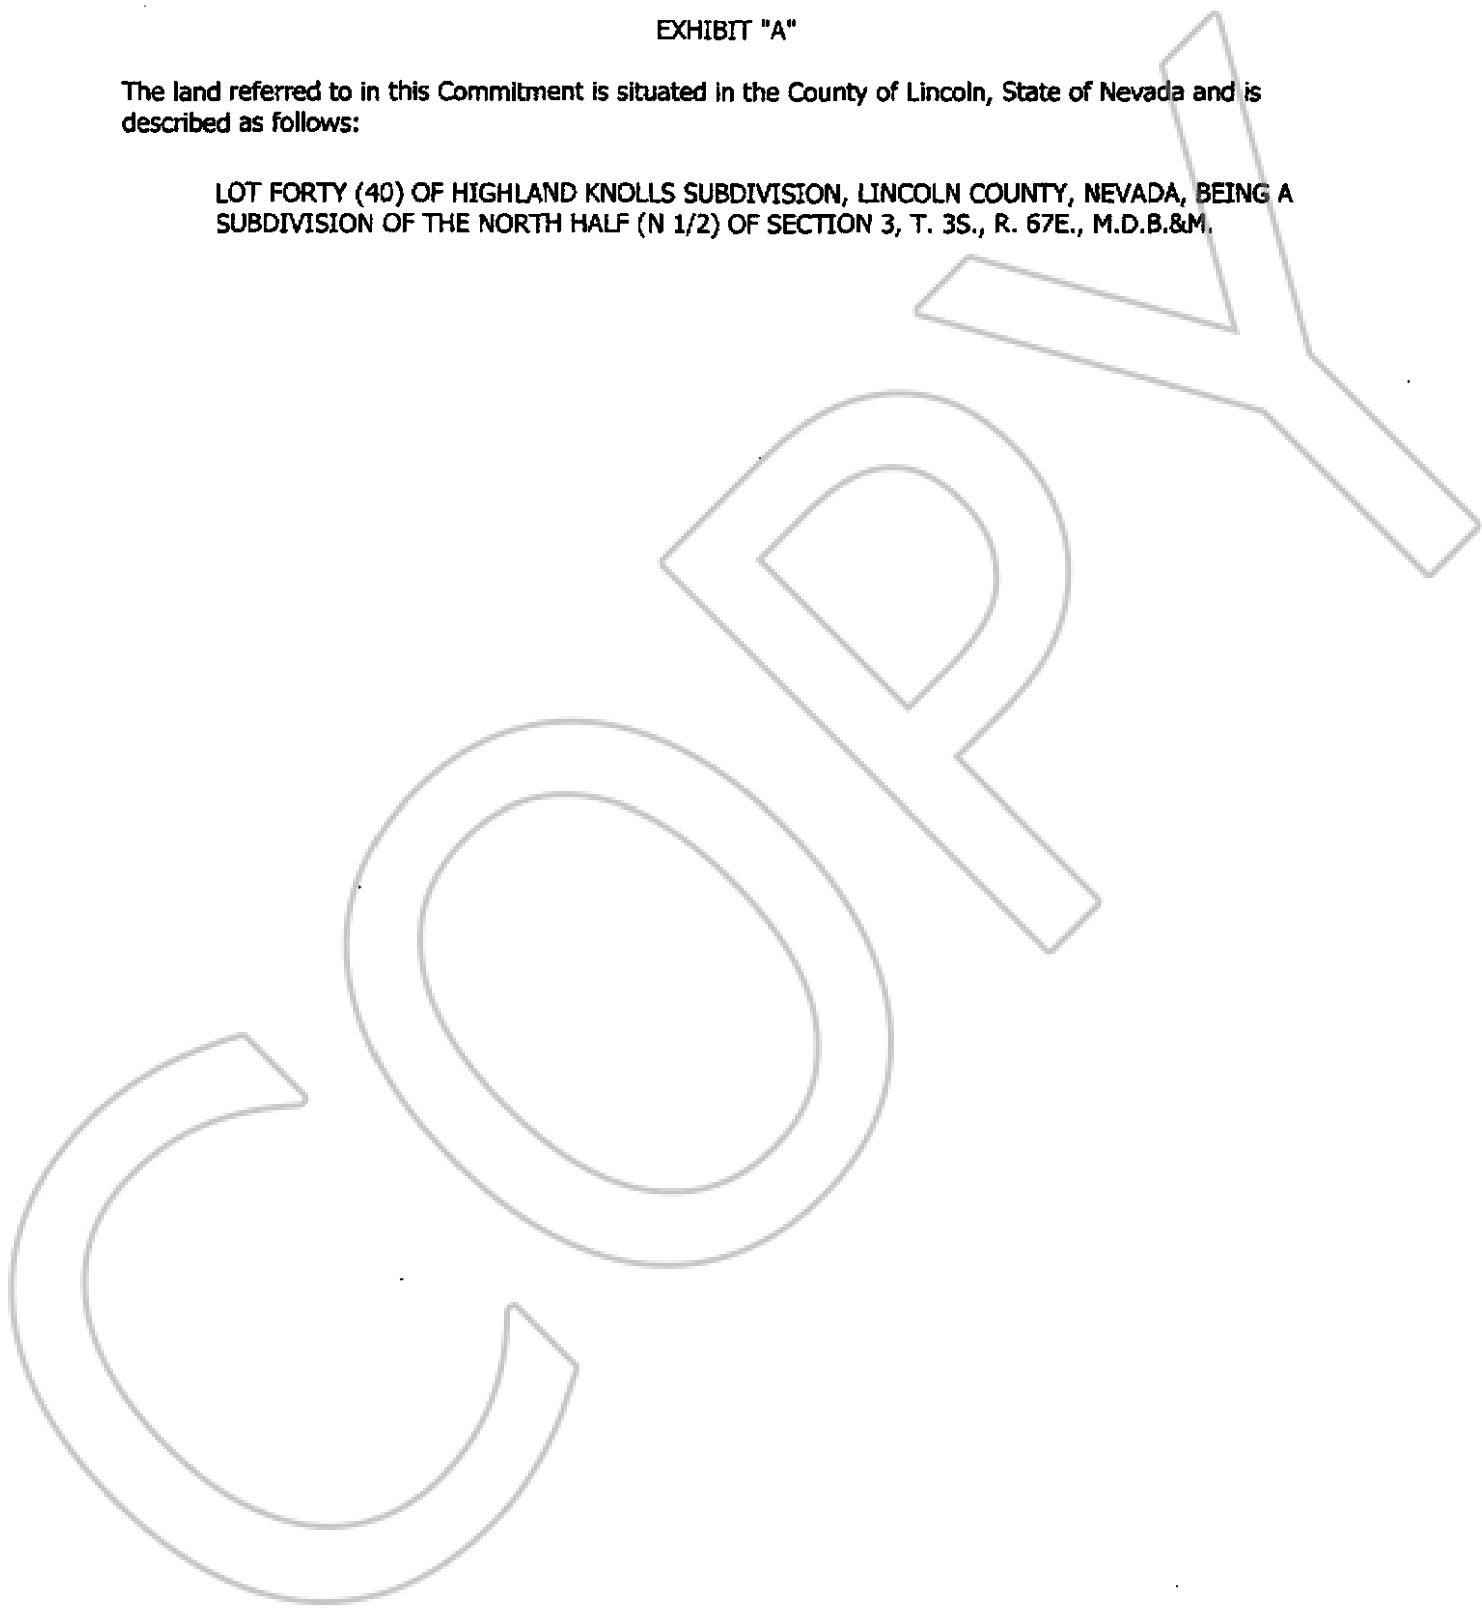 EXHIBIT "A"
The land referred to in this Commitment is situated in the County of Lincoln, State of Nevada and is
described as follows:
LOT FORTY (40) OF HIGHLAND KNOLLS SUBDIVISION, LINCOLN COUNTY, NEVADA, BEING A
SUBDIVISION OF THE NORTH HALF (N 1/2) OF SECTION 3, T. 3S., R. 67E., M.D.B.&M.
COPY